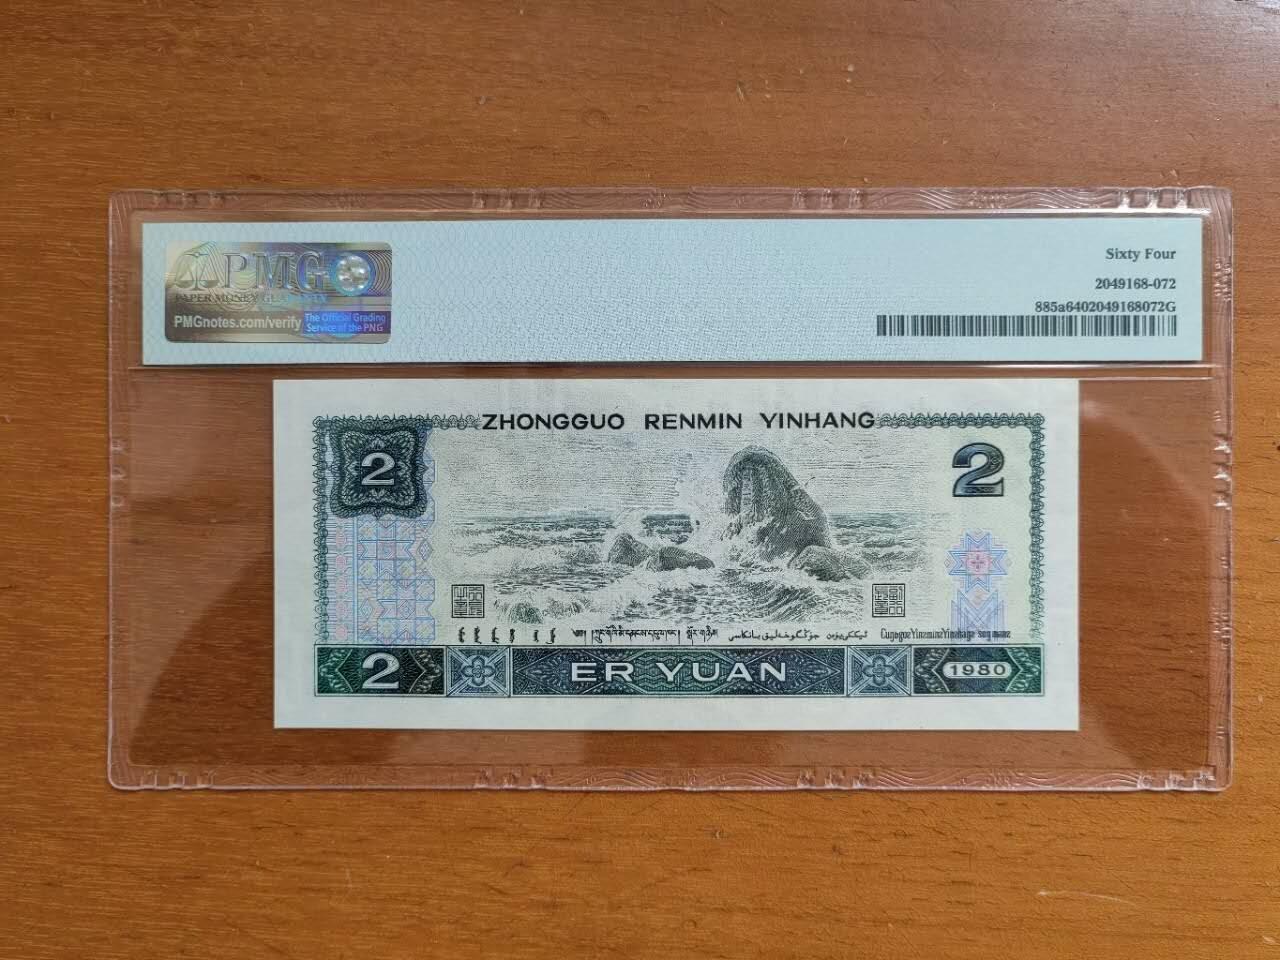 PMG
PAPER MONEY GUARANTY
PMGnotes.com/verify
The Official Grading
Service of the PNG
Sixty Four
2049168-072
885a6402049168072G
ZHONGGUO RENMIN YINHANG
2
2
2
ER YUAN
1980